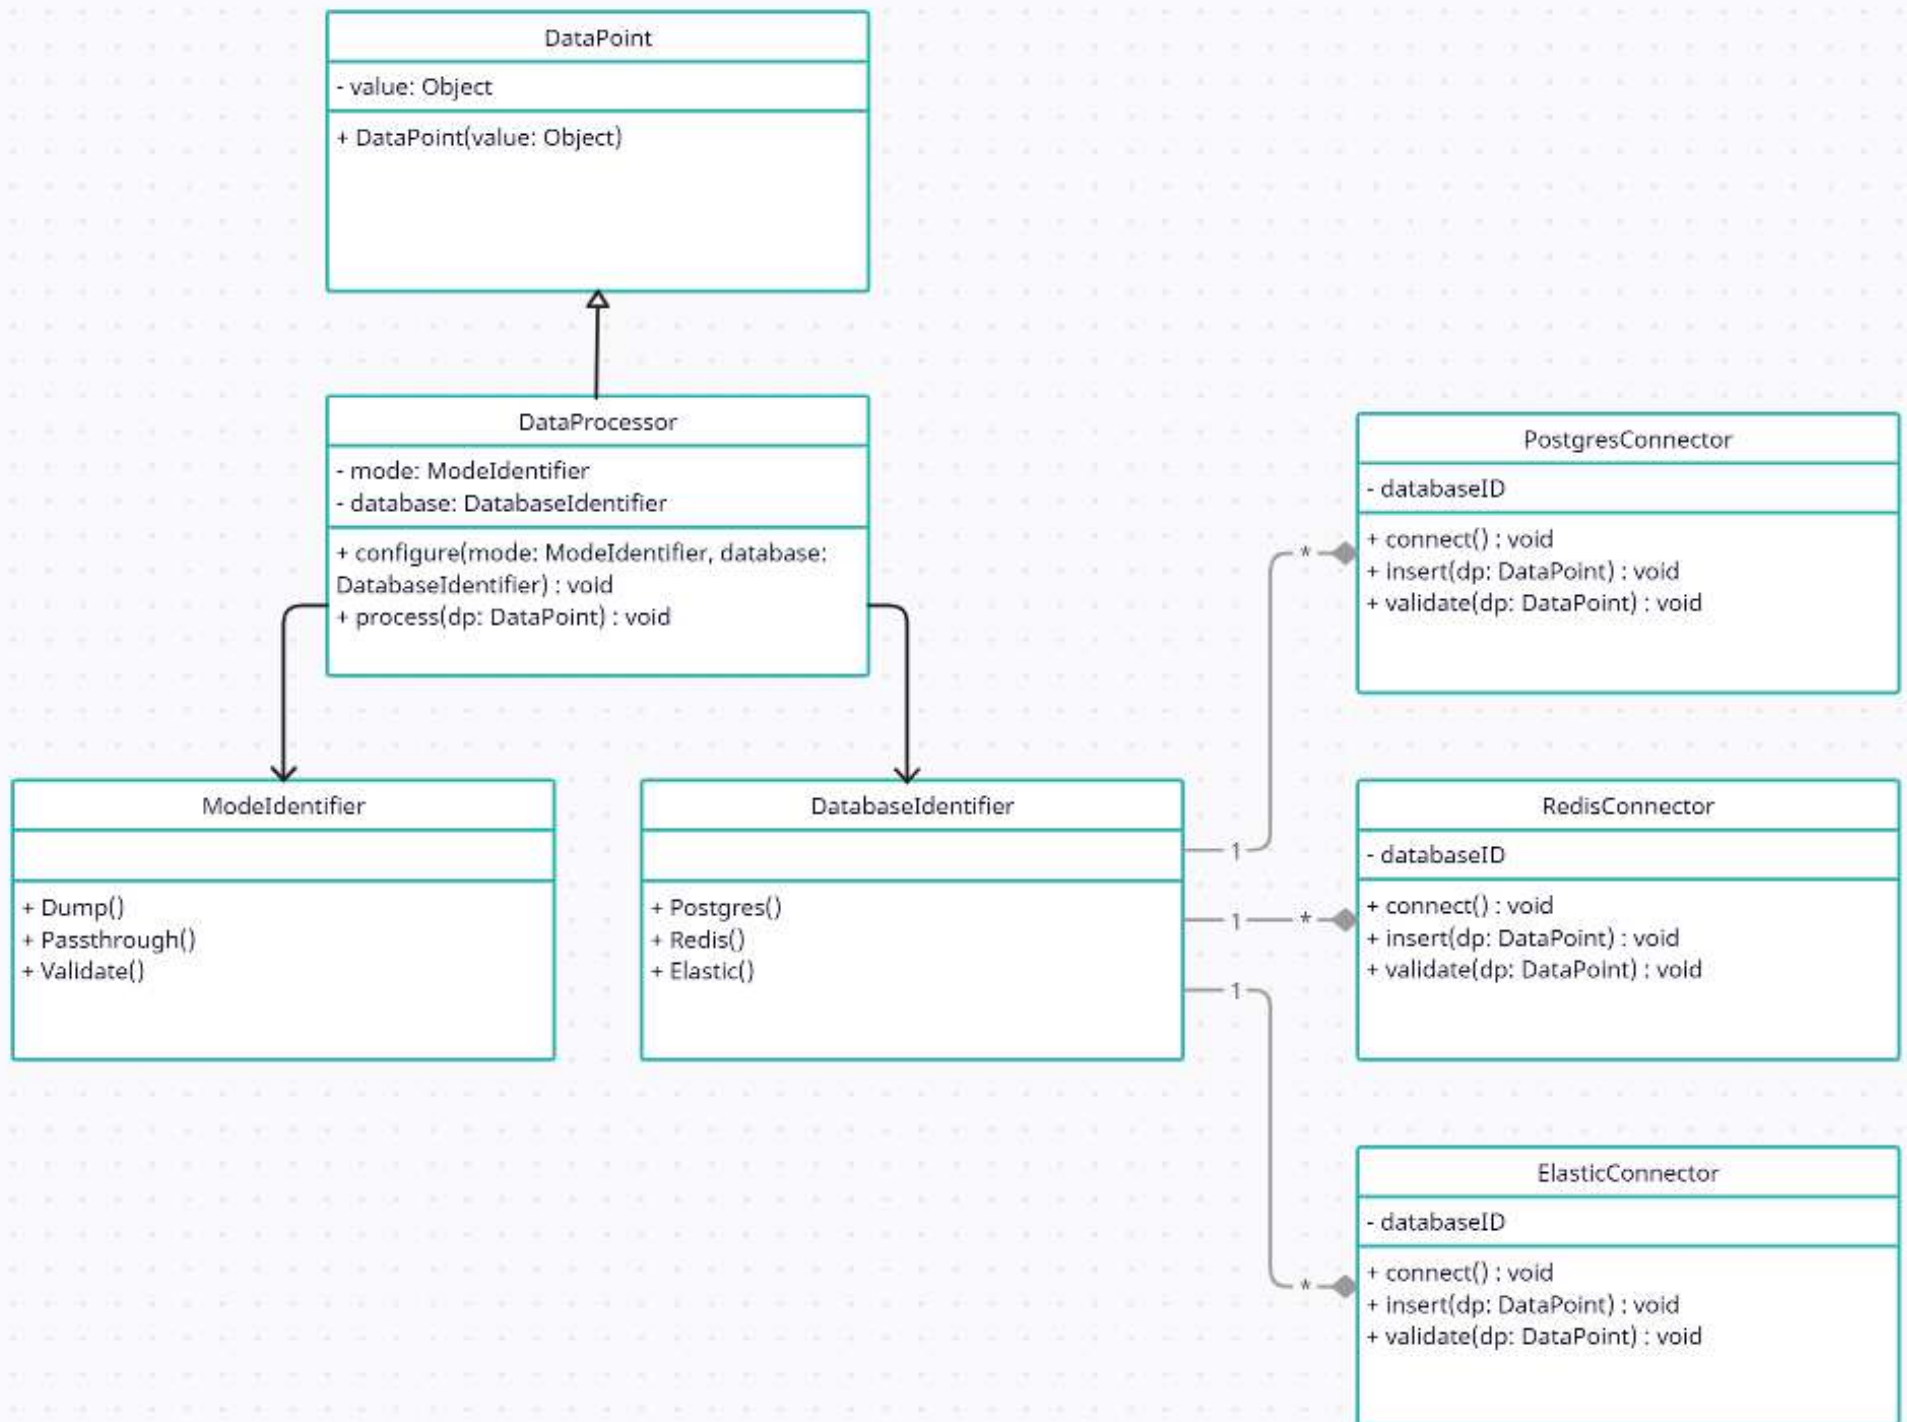 DataPoint
- value: Object
+ DataPoint(value: Object)
DataProcessor
- mode: ModeIdentifier
- database: DatabaseIdentifier
+ configure(mode: ModeIdentifier, database:
DatabaseIdentifier) : void
+ process(dp: DataPoint) : void
ModeIdentifier
+ Dump()
+ Passthrough()
+ Validate()
DatabaseIdentifier
+ Postgres()
+ Redis()
+ Elastic()
1
*
1
*
1
*
PostgresConnector
- databaseID
+ connect() : void
+ insert(dp: DataPoint) : void
+ validate(dp: DataPoint) : void
RedisConnector
- databaseID
+ connect() : void
+ insert(dp: DataPoint) : void
+ validate(dp: DataPoint) : void
ElasticConnector
- databaseID
+ connect() : void
+ insert(dp: DataPoint) : void
+ validate(dp: DataPoint) : void